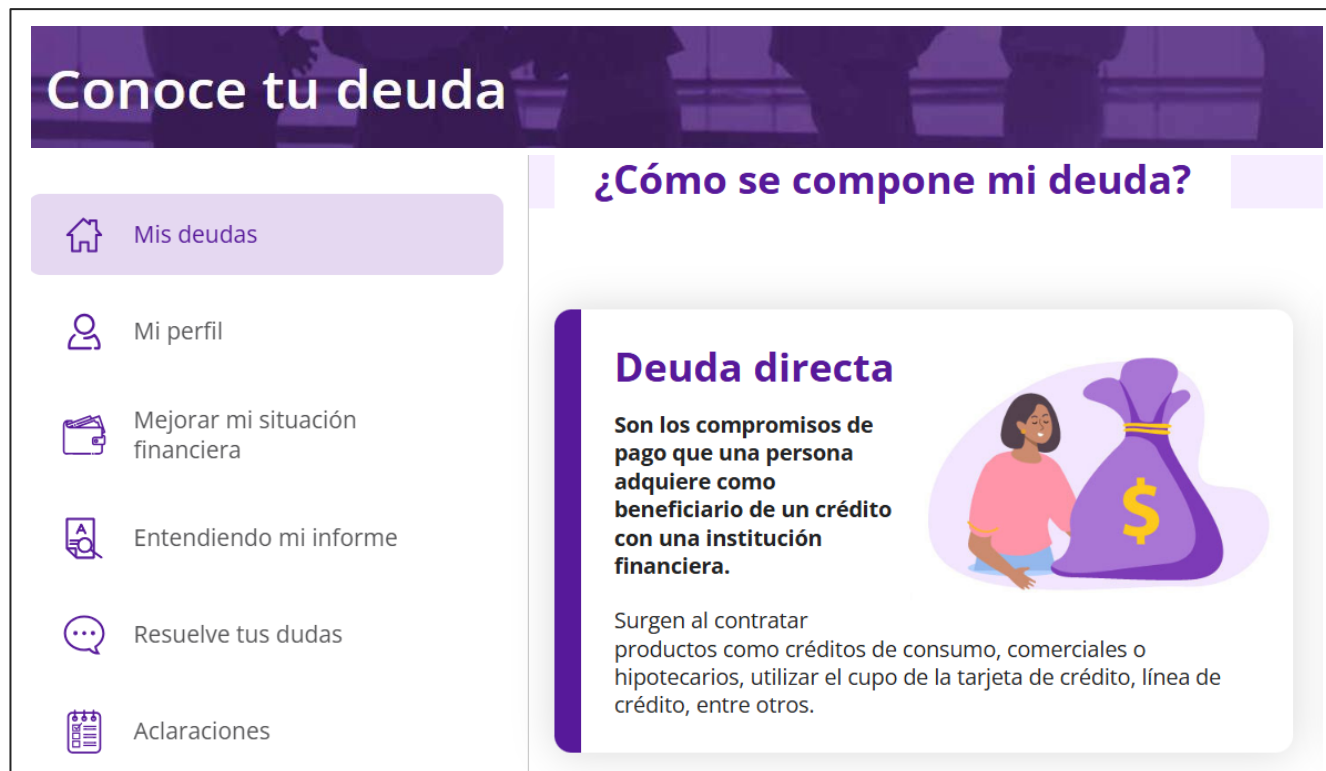 Conoce tu deuda
Mis deudas
Mi perfil
Mejorar mi situación
financiera
Entendiendo mi informe
Resuelve tus dudas
Aclaraciones
¿Cómo se compone mi deuda?
Deuda directa
Son los compromisos de
pago que una persona
adquiere como
beneficiario de un crédito
con una institución
financiera.
$
Surgen al contratar
productos como créditos de consumo, comerciales o
hipotecarios, utilizar el cupo de la tarjeta de crédito, línea de
crédito, entre otros.